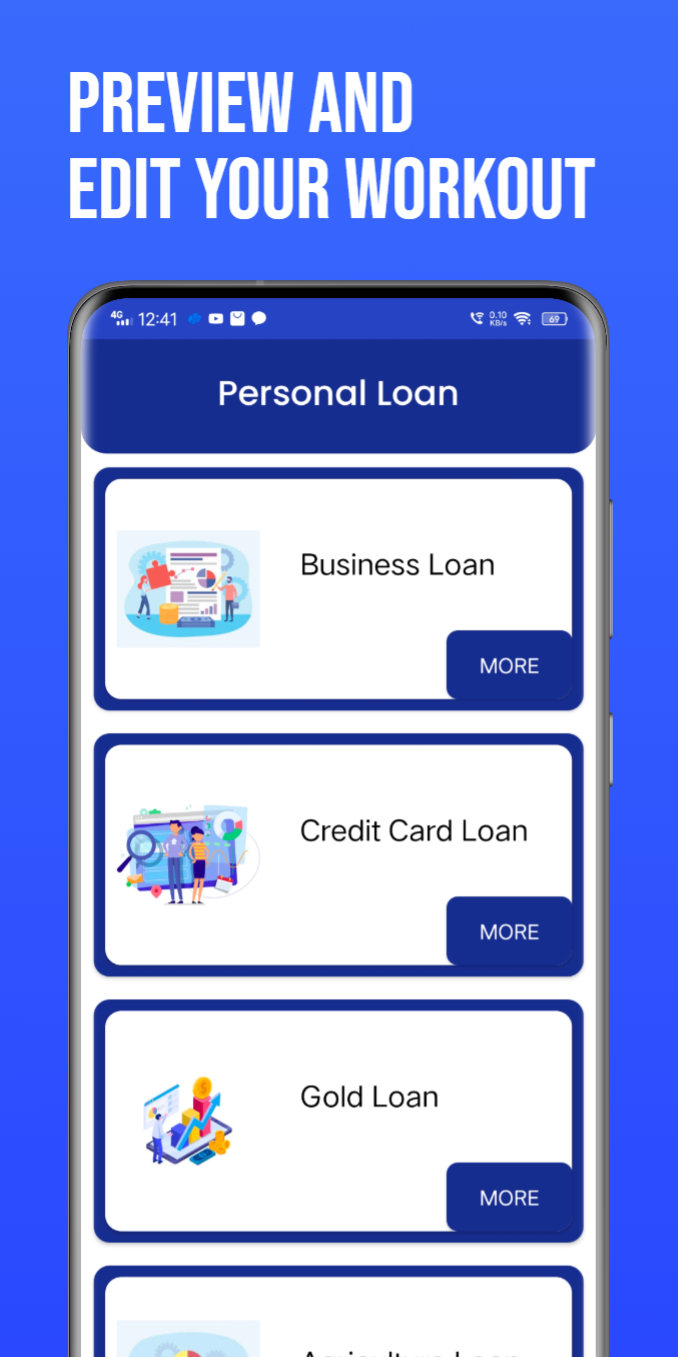 PREVIEW AND
EDIT YOUR WORKOUT
4G 12:41 0.10 KB/s 69
Personal Loan
Business Loan
MORE
Credit Card Loan
MORE
Gold Loan
MORE